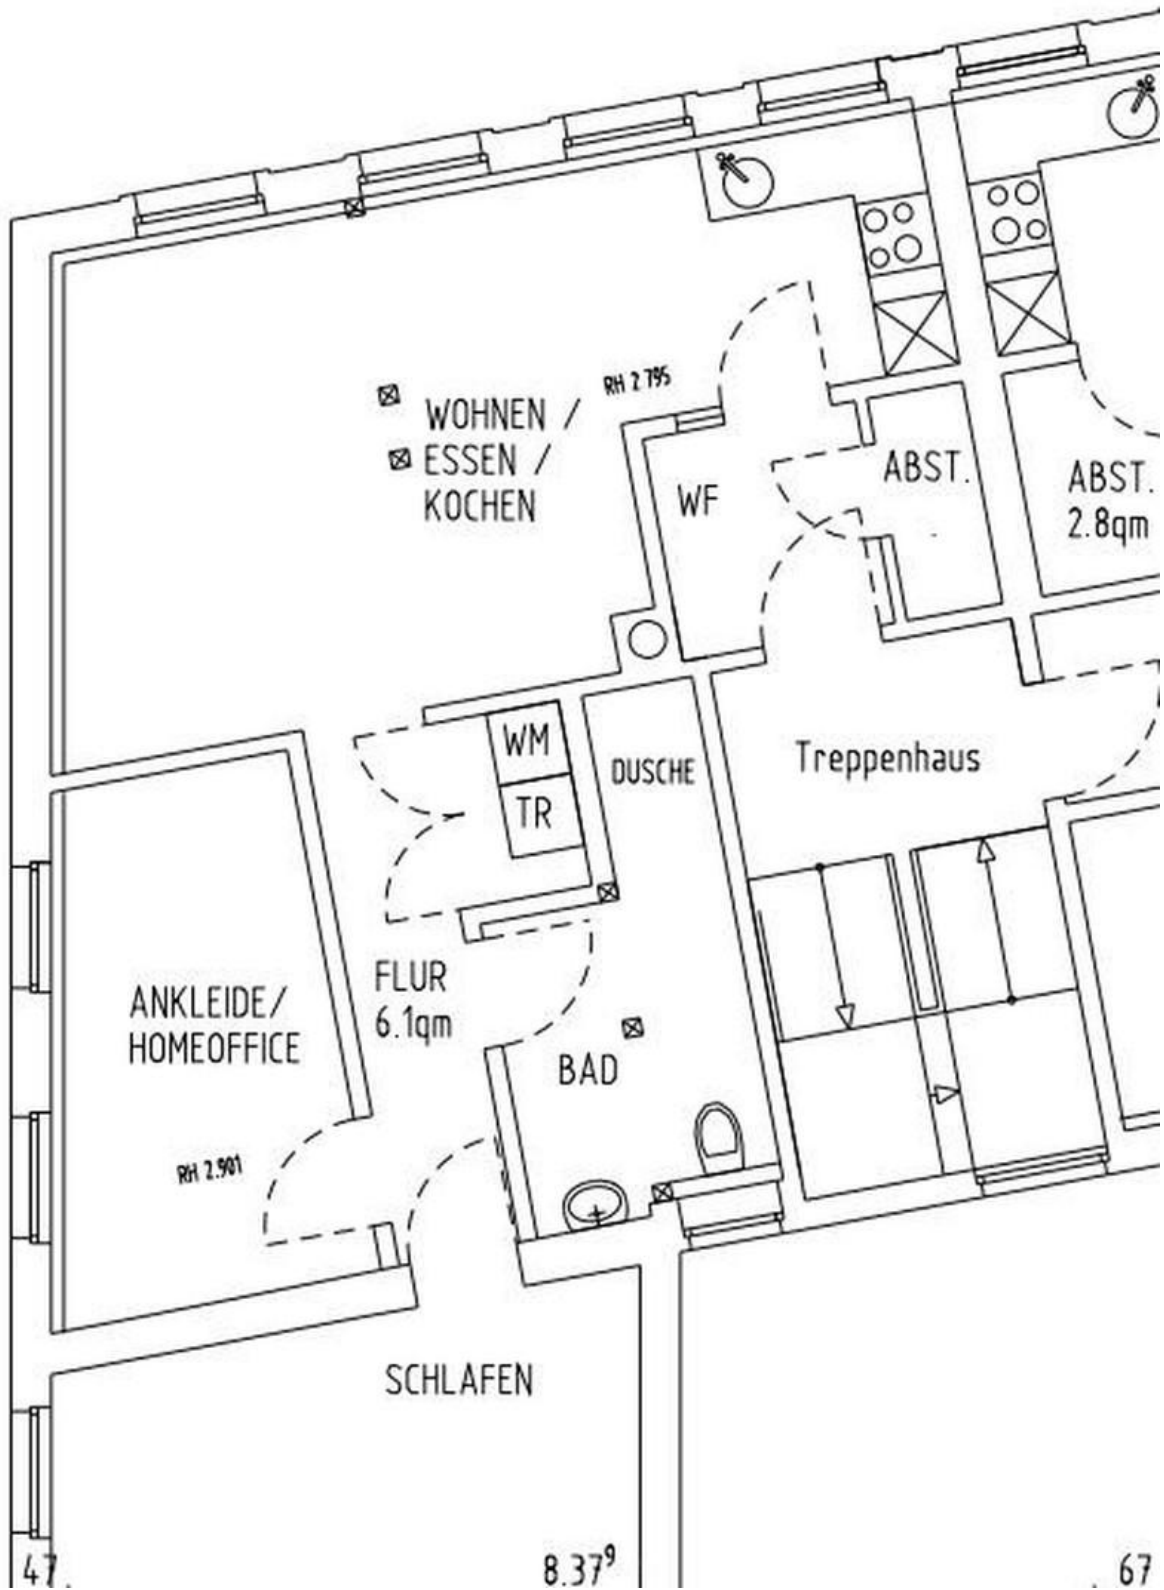 RH 2.795
WOHNEN /
ESSEN /
KOCHEN
WF
ABST.
ABST.
2.8qm
WM
TR
DUSCHE
Treppenhaus
FLUR
6.1qm
ANKLEIDE/
HOMEOFFICE
BAD
RH 2.901
SCHLAFEN
47
8.37⁹
67